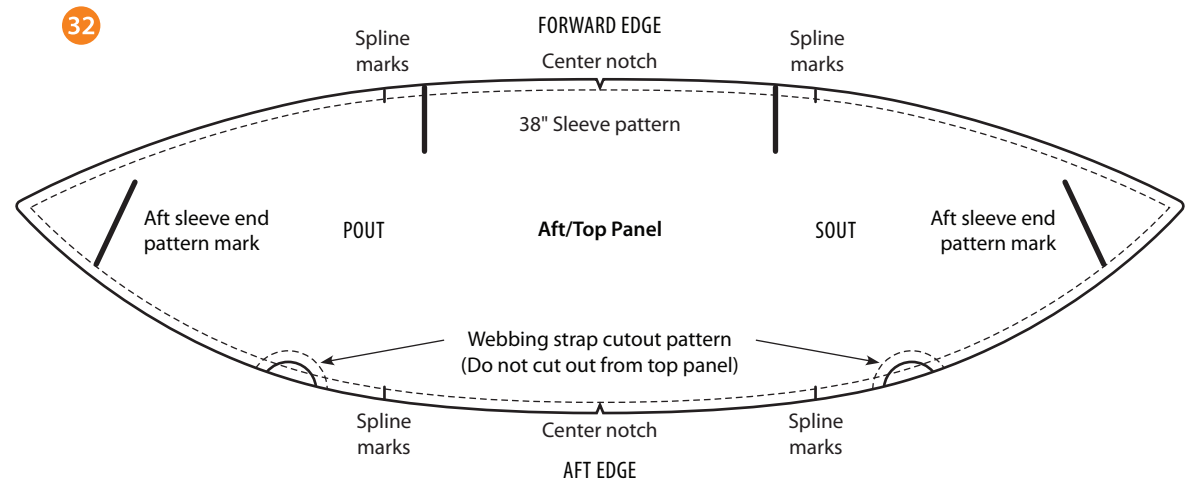 32
FORWARD EDGE
Spline
marks
Center notch
Spline
marks
38" Sleeve pattern
Aft sleeve end
pattern mark
POUT
Aft/Top Panel
SOUT
Aft sleeve end
pattern mark
Webbing strap cutout pattern
(Do not cut out from top panel)
Spline
marks
Center notch
Spline
marks
AFT EDGE